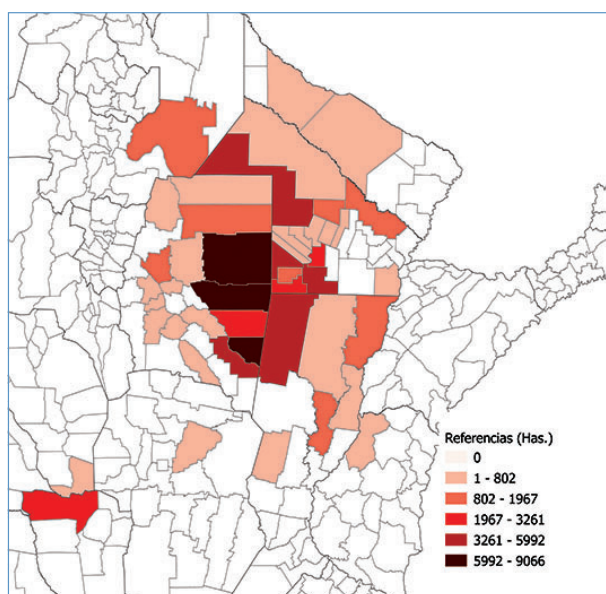 Referencias (Has.)
0
1 - 802
802 - 1967
1967 - 3261
3261 - 5992
5992 - 9066